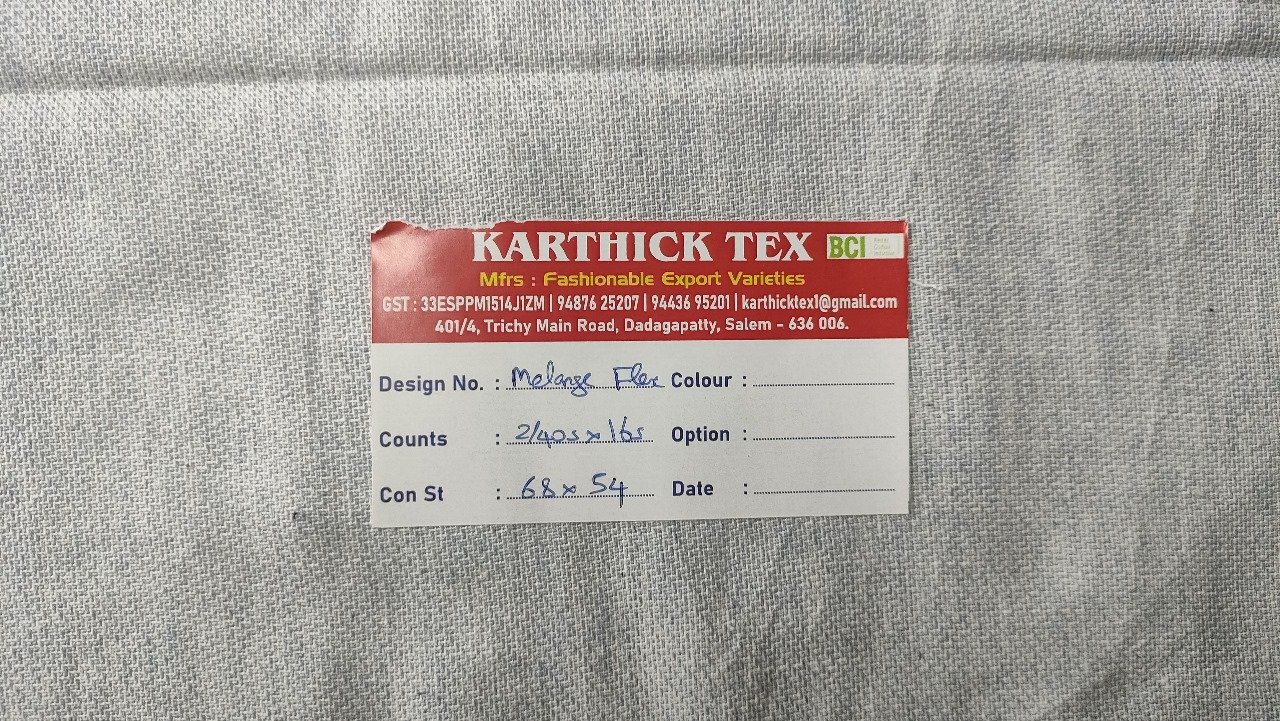 KARTHICK TEX BCI
Mfrs : Fashionable Export Varieties
GST : 33ESPPM1514J1ZM | 94876 25207 | 94436 95201 | karthicktex1@gmail.com
401/4, Trichy Main Road, Dadagapatty, Salem - 636 006.
Design No. : Melange Flex Colour :
Counts : 2/40s x 16s Option :
Con St : 68 x 54 Date :